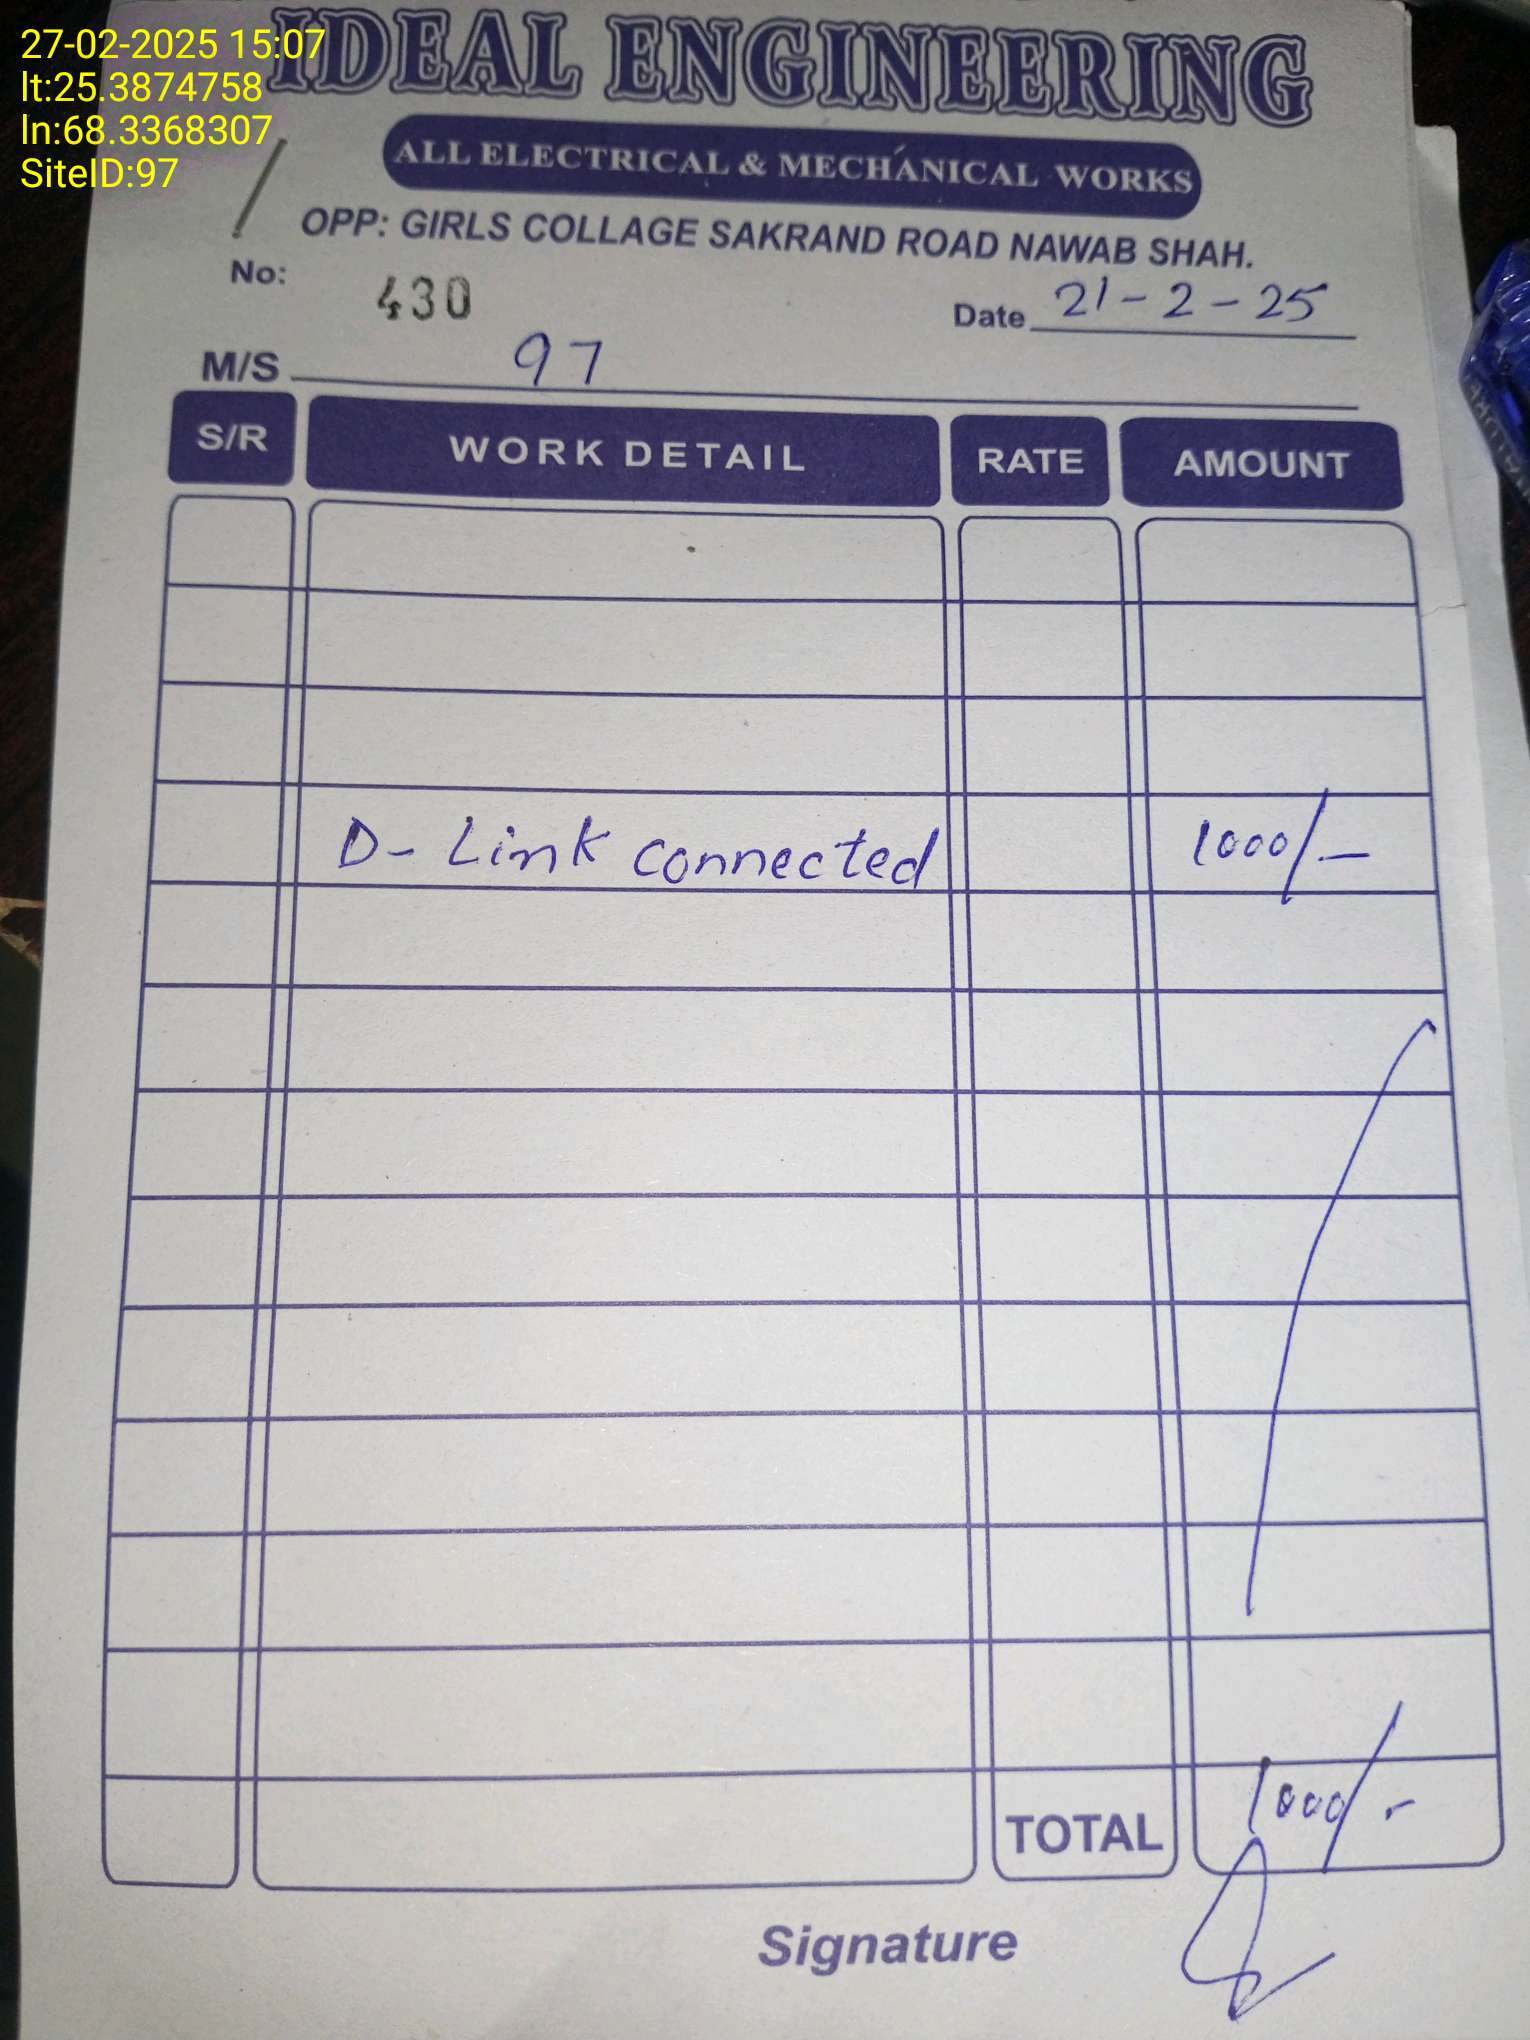 27-02-2025 15:07
lt:25.3874758
ln:68.3368307
SiteID:97
IDEAL ENGINEERING
ALL ELECTRICAL & MECHANICAL WORKS
OPP: GIRLS COLLAGE SAKRAND ROAD NAWAB SHAH.
No: 430
Date 21-2-25
M/S 97
S/R WORK DETAIL RATE AMOUNT
D-Link connected 1000/-
TOTAL 1000/-
Signature